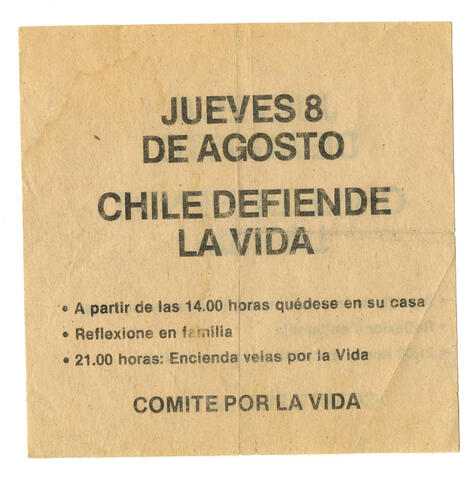 JUEVES 8
DE AGOSTO
CHILE DEFIENDE
LA VIDA
• A partir de las 14.00 horas quédese en su casa
• Reflexione en familia
• 21.00 horas: Encienda velas por la Vida
COMITE POR LA VIDA